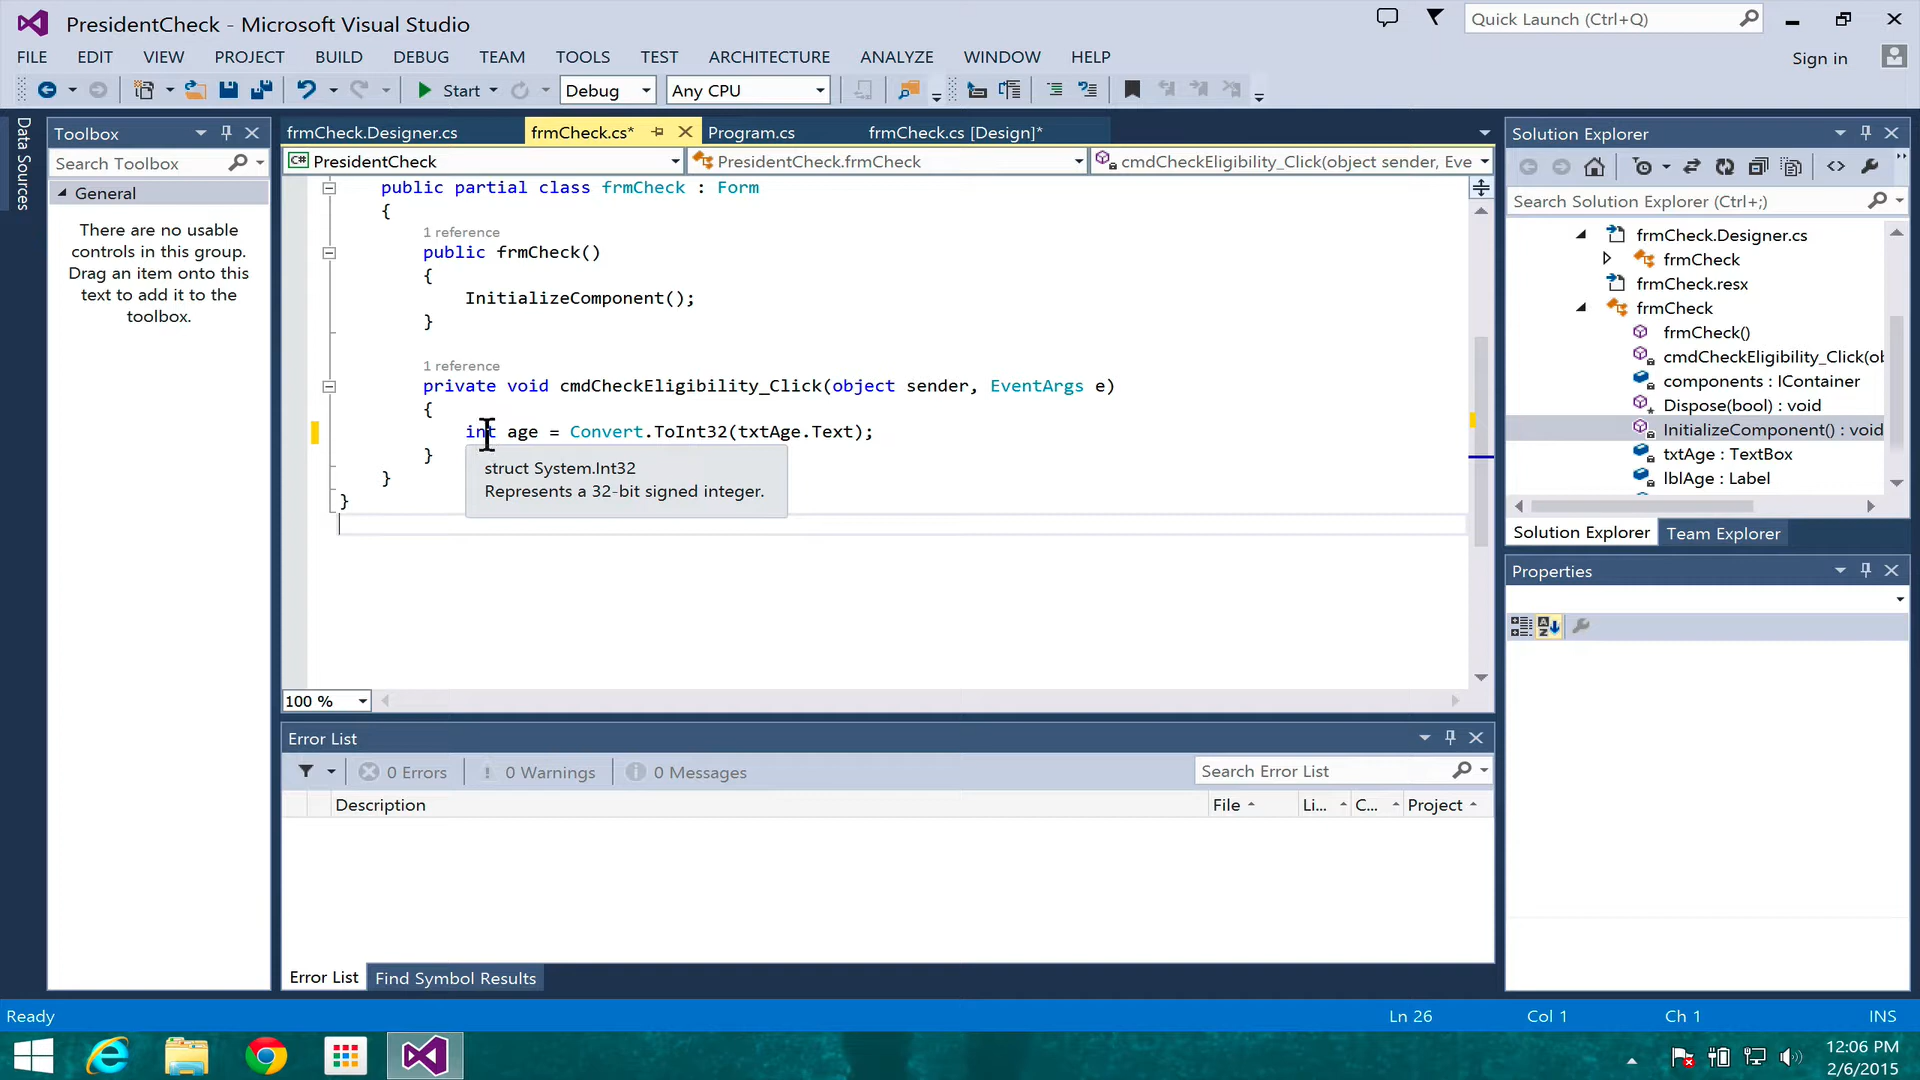 PresidentCheck - Microsoft Visual Studio
Quick Launch (Ctrl+Q)
FILE EDIT VIEW PROJECT BUILD DEBUG TEAM TOOLS TEST ARCHITECTURE ANALYZE WINDOW HELP
Sign in
Start Debug Any CPU
Data Sources
Toolbox
Search Toolbox
General
There are no usable
controls in this group.
Drag an item onto this
text to add it to the
toolbox.
frmCheck.Designer.cs frmCheck.cs* Program.cs frmCheck.cs [Design]*
C# PresidentCheck PresidentCheck.frmCheck cmdCheckEligibility_Click(object sender, Eve
public partial class frmCheck : Form
{
1 reference
public frmCheck()
{
InitializeComponent();
}
1 reference
private void cmdCheckEligibility_Click(object sender, EventArgs e)
{
int age = Convert.ToInt32(txtAge.Text);
}
struct System.Int32
Represents a 32-bit signed integer.
}
}
100 %
Error List
0 Errors 0 Warnings 0 Messages
Search Error List
Description File Li... C... Project
Error List Find Symbol Results
Solution Explorer
Search Solution Explorer (Ctrl+;)
frmCheck.Designer.cs
frmCheck
frmCheck.resx
frmCheck
frmCheck()
cmdCheckEligibility_Click(ob
components : IContainer
Dispose(bool) : void
InitializeComponent() : void
txtAge : TextBox
lblAge : Label
Solution Explorer Team Explorer
Properties
Ready Ln 26 Col 1 Ch 1 INS
12:06 PM
2/6/2015